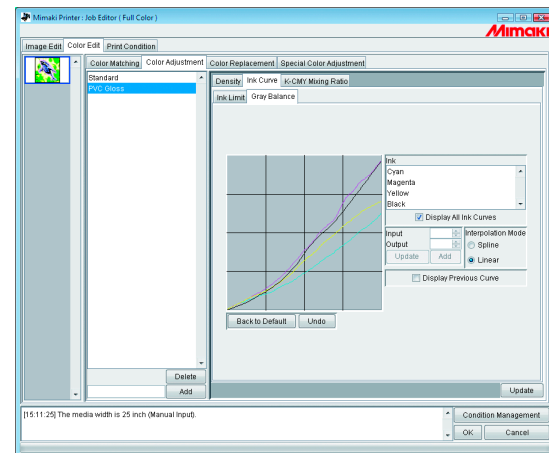 Mimaki Printer : Job Editor ( Full Color )
Mimaki
Image Edit Color Edit Print Condition
Color Matching Color Adjustment Color Replacement Special Color Adjustment
Standard
PVC Gloss
Density Ink Curve K-CMY Mixing Ratio
Ink Limit Gray Balance
Ink
Cyan
Magenta
Yellow
Black
Display All Ink Curves
Input
Output
Update Add
Interpolation Mode
Spline
Linear
Display Previous Curve
Back to Default Undo
Delete
Add
Update
[15:11:25] The media width is 25 inch (Manual Input).
Condition Management
OK Cancel